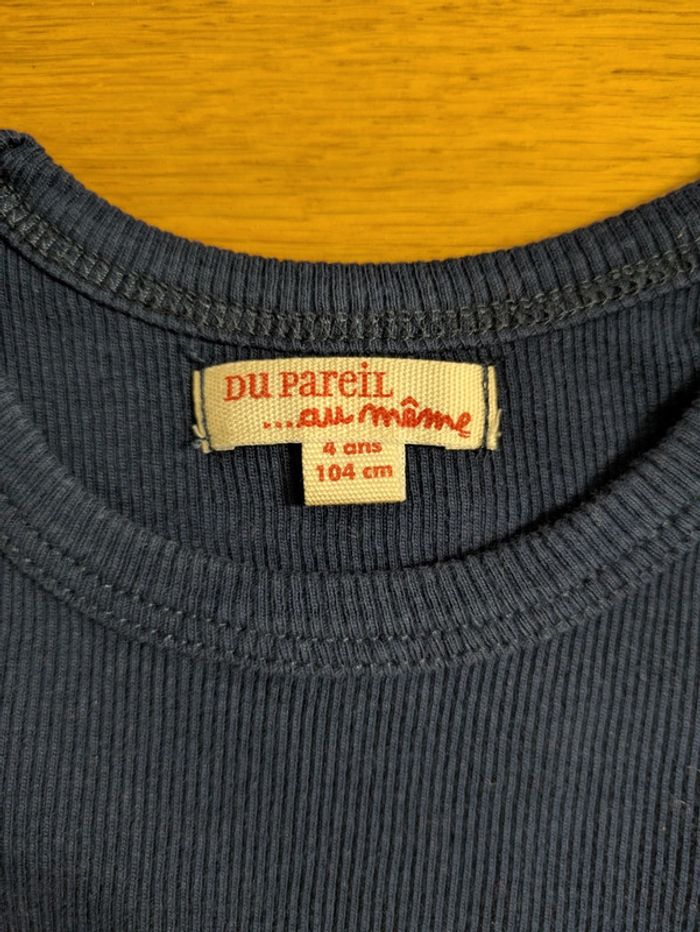 DU PAREIL
...au même
4 ans
104 cm